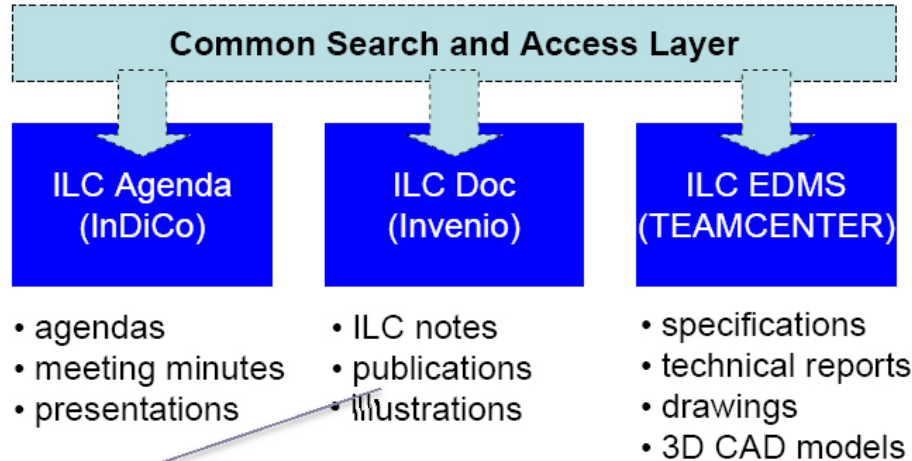 Common Search and Access Layer
ILC Agenda
(InDiCo)
ILC Doc
(Invenio)
ILC EDMS
(TEAMCENTER)
• agendas
• meeting minutes
• presentations
• ILC notes
• publications
• illustrations
• specifications
• technical reports
• drawings
• 3D CAD models